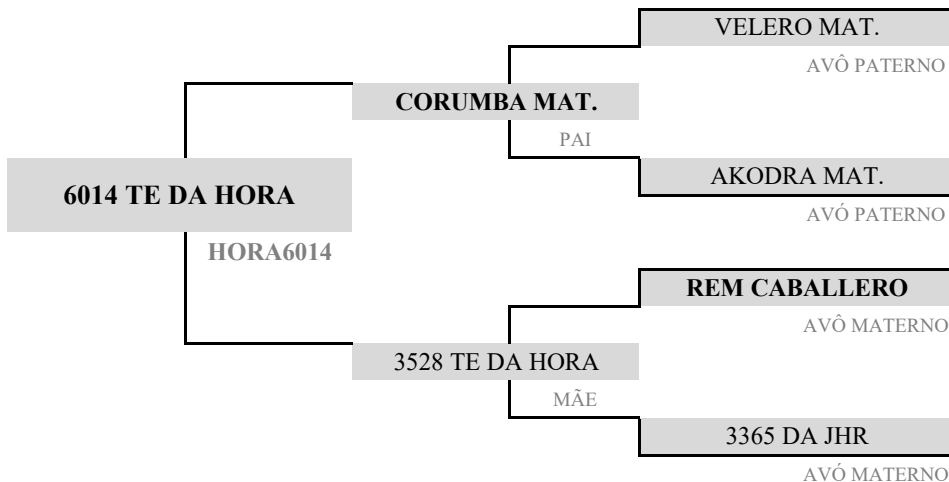 VELERO MAT.
AVÔ PATERNO
CORUMBA MAT.
PAI
AKODRA MAT.
AVÓ PATERNO
6014 TE DA HORA
HORA6014
REM CABALLERO
AVÔ MATERNO
3528 TE DA HORA
MÃE
3365 DA JHR
AVÓ MATERNO